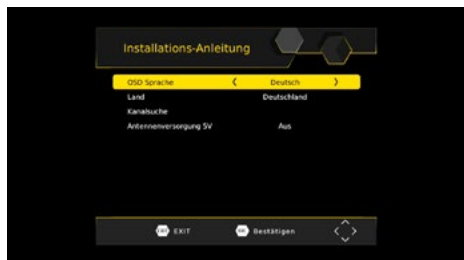 Installations-Anleitung
OSD Sprache Deutsch
Land Deutschland
Kanalsuche
Antennenversorgung 5V Aus
EXIT Bestätigen